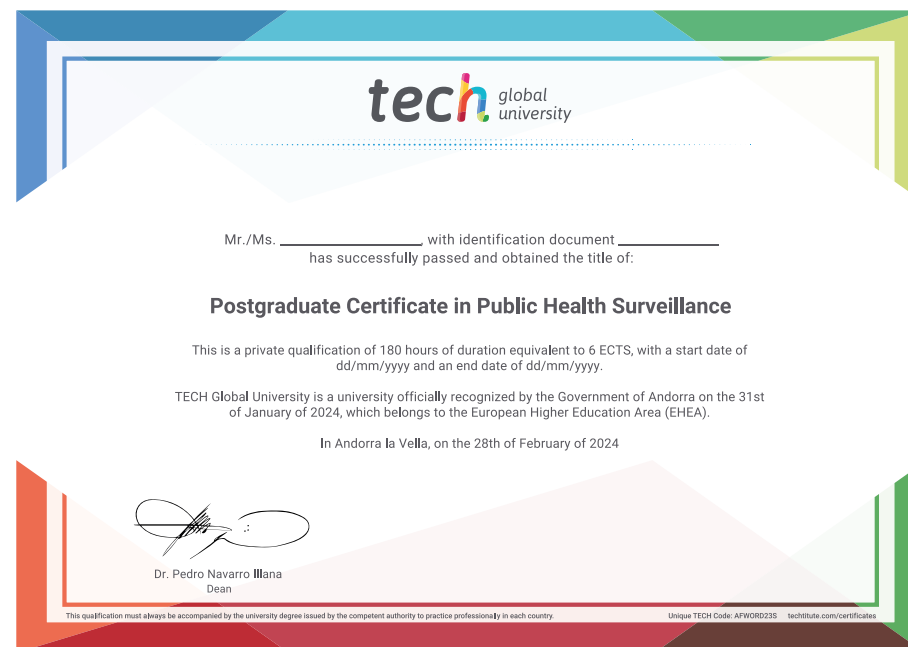 tech global university
Mr./Ms. ____________________, with identification document ______________
has successfully passed and obtained the title of:
Postgraduate Certificate in Public Health Surveillance
This is a private qualification of 180 hours of duration equivalent to 6 ECTS, with a start date of
dd/mm/yyyy and an end date of dd/mm/yyyy.
TECH Global University is a university officially recognized by the Government of Andorra on the 31st
of January of 2024, which belongs to the European Higher Education Area (EHEA).
In Andorra la Vella, on the 28th of February of 2024
Dr. Pedro Navarro Illana
Dean
This qualification must always be accompanied by the university degree issued by the competent authority to practice professionally in each country.
Unique TECH Code: AFWORD23S techtitute.com/certificates